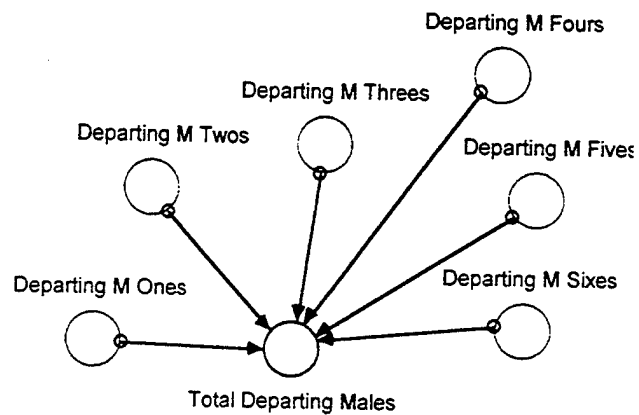 Departing M Fours
Departing M Threes
Departing M Twos
Departing M Fives
Departing M Ones
Departing M Sixes
Total Departing Males